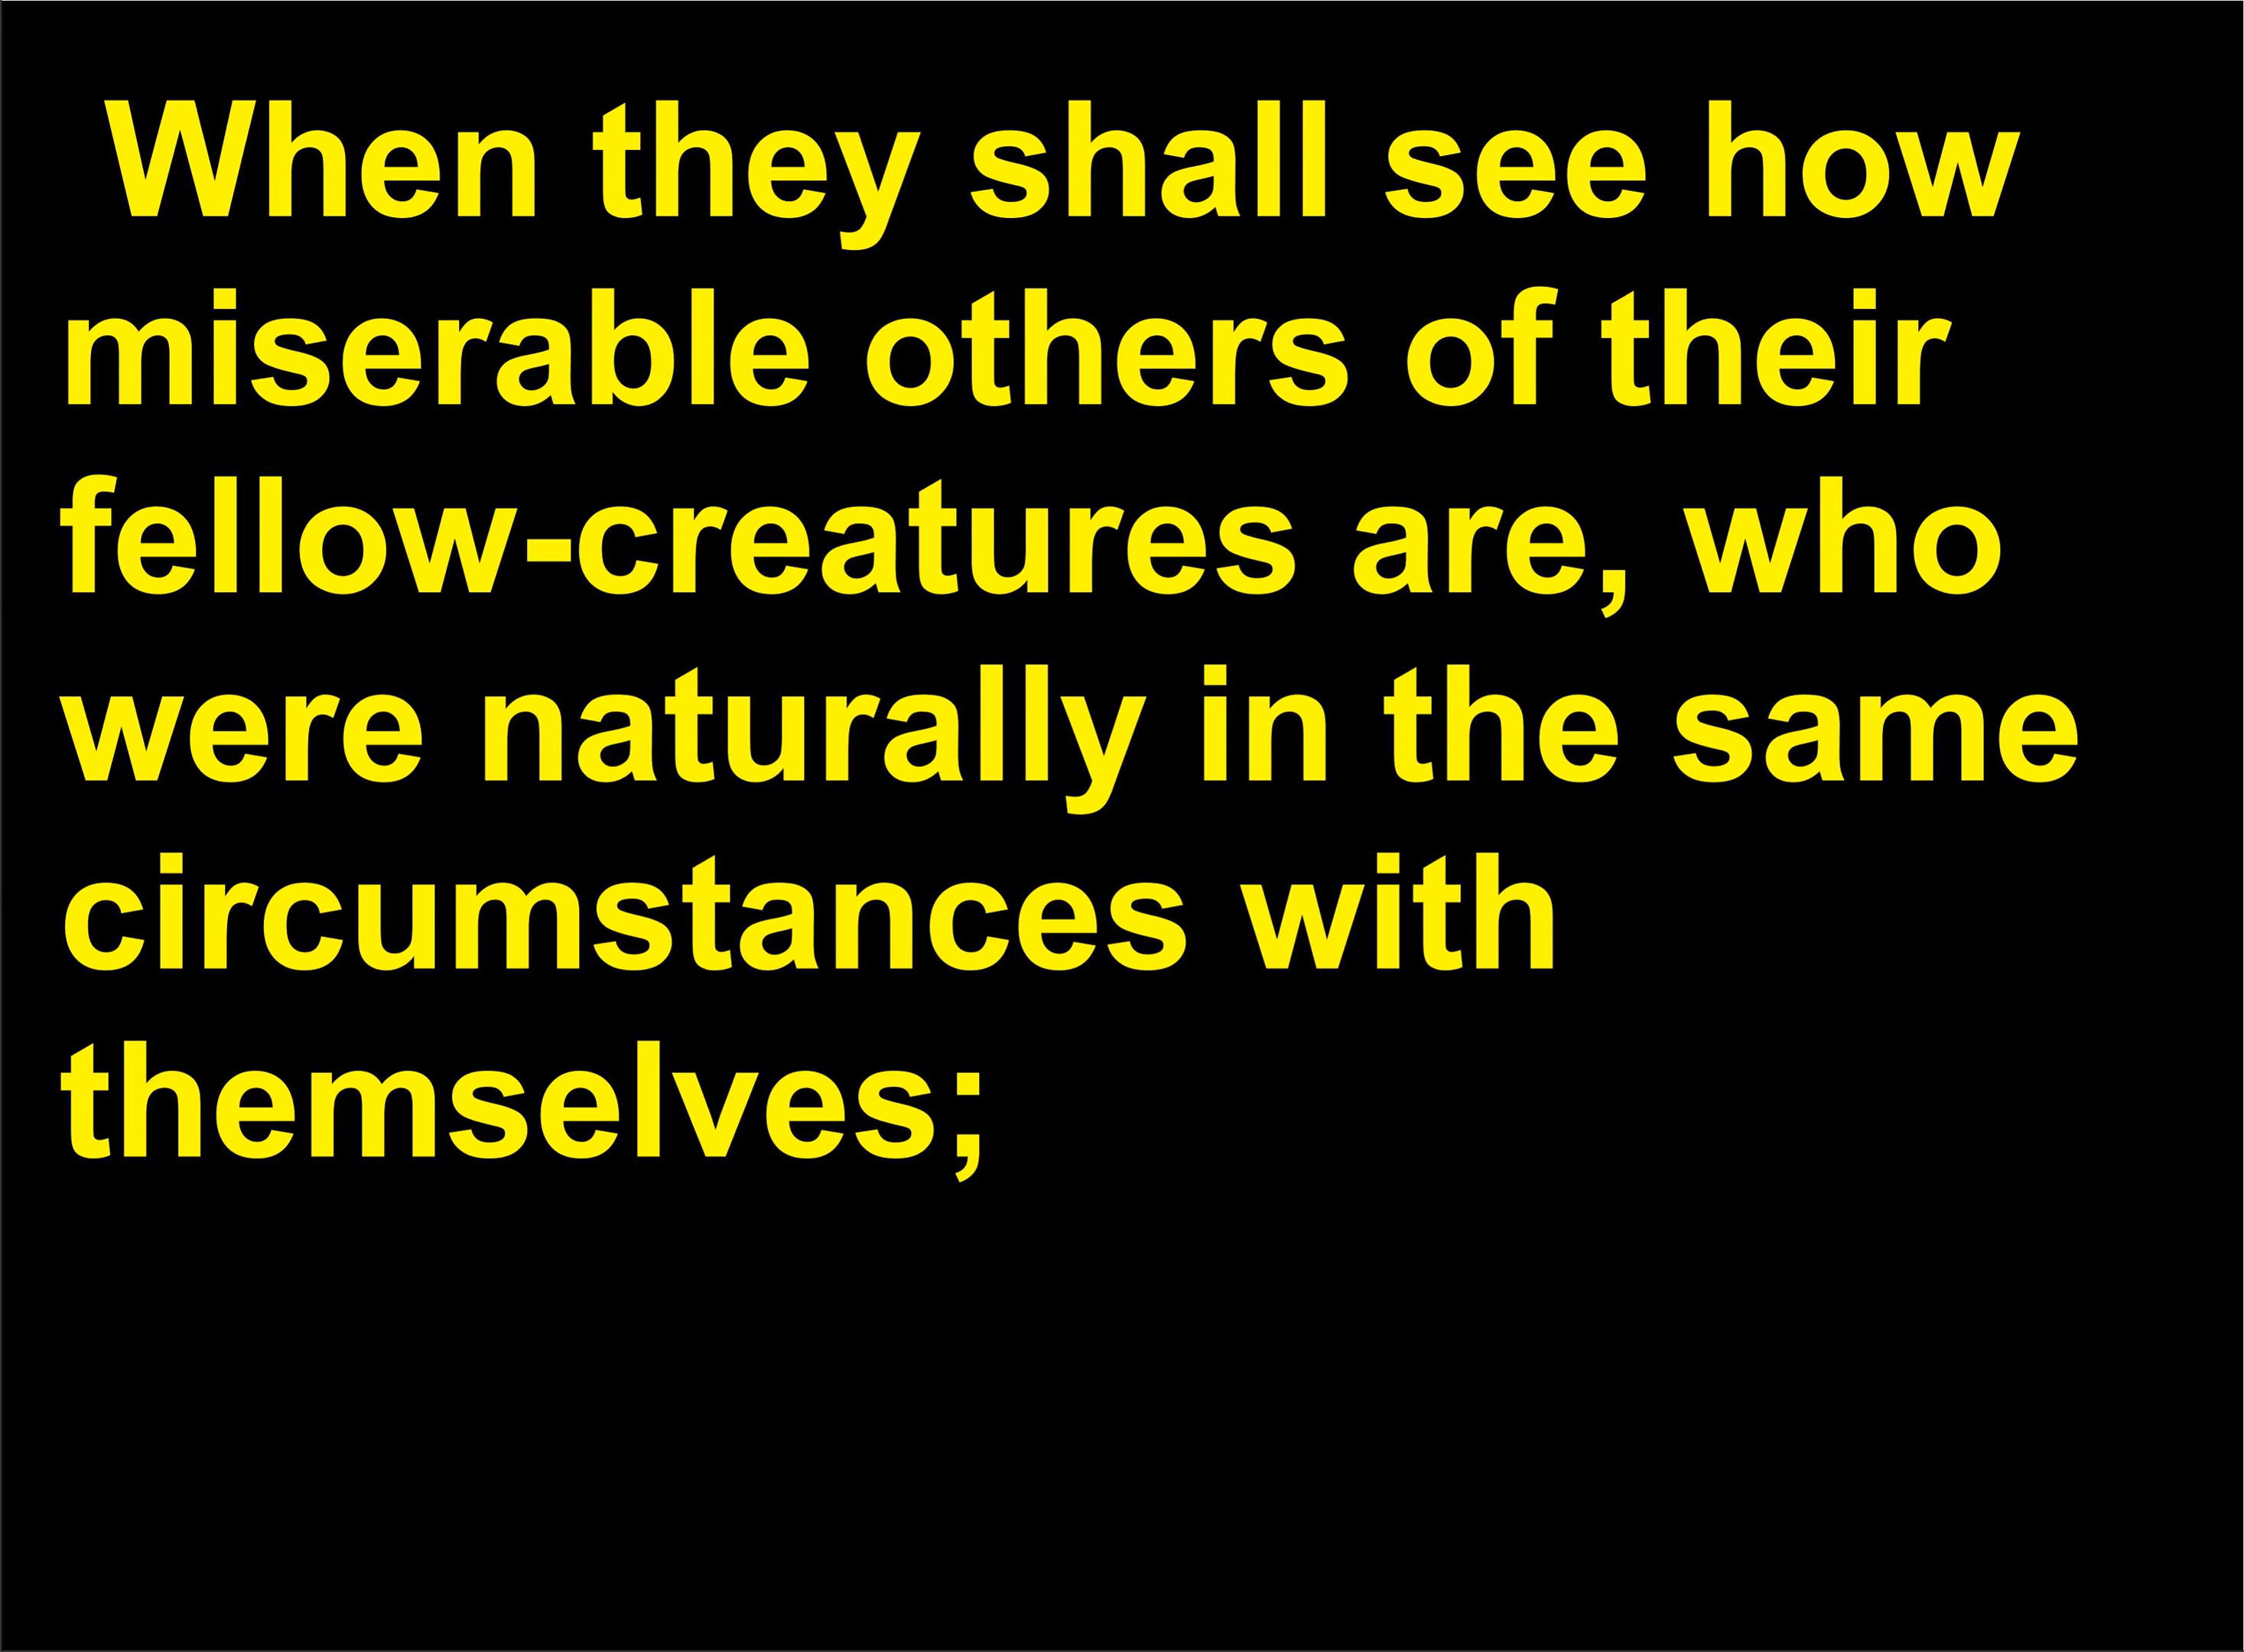 When they shall see how
miserable others of their
fellow-creatures are, who
were naturally in the same
circumstances with
themselves;